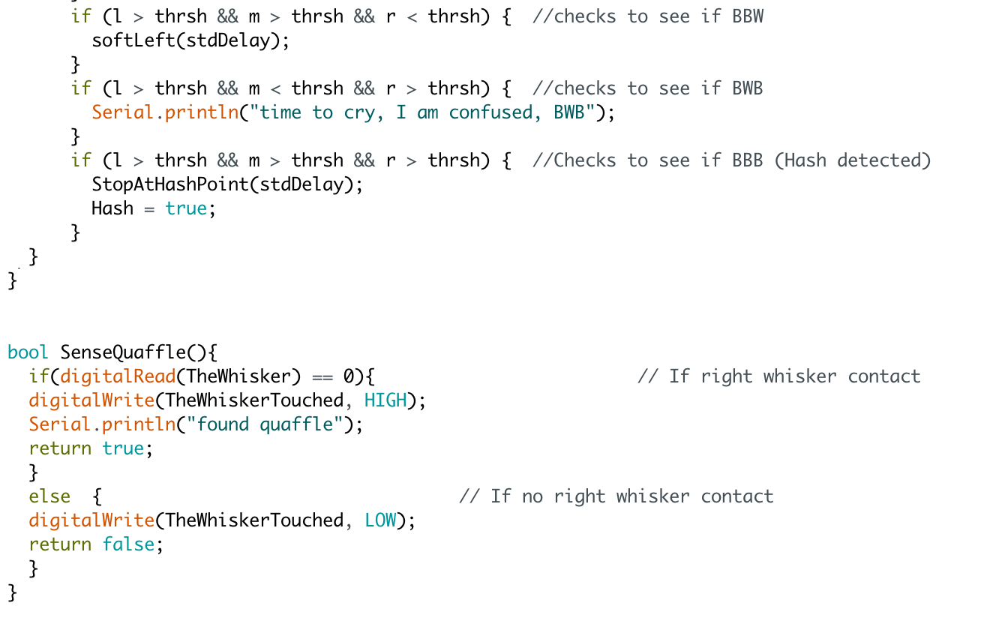 if (l > thrsh && m > thrsh && r < thrsh) {  //checks to see if BBW
softLeft(stdDelay);
}
if (l > thrsh && m < thrsh && r > thrsh) {  //checks to see if BWB
Serial.println("time to cry, I am confused, BWB");
}
if (l > thrsh && m > thrsh && r > thrsh) {  //Checks to see if BBB (Hash detected)
StopAtHashPoint(stdDelay);
Hash = true;
}
}
}
bool SenseQuaffle(){
if(digitalRead(TheWhisker) == 0){                         // If right whisker contact
digitalWrite(TheWhiskerTouched, HIGH);
Serial.println("found quaffle");
return true;
}
else  {                                  // If no right whisker contact
digitalWrite(TheWhiskerTouched, LOW);
return false;
}
}